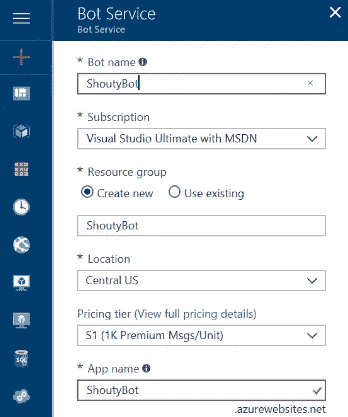 Bot Service
Bot Service
* Bot name
ShoutyBot
* Subscription
Visual Studio Ultimate with MSDN
* Resource group
Create new Use existing
ShoutyBot
* Location
Central US
Pricing tier (View full pricing details)
S1 (1K Premium Msgs/Unit)
* App name
ShoutyBot
.azurewebsites.net